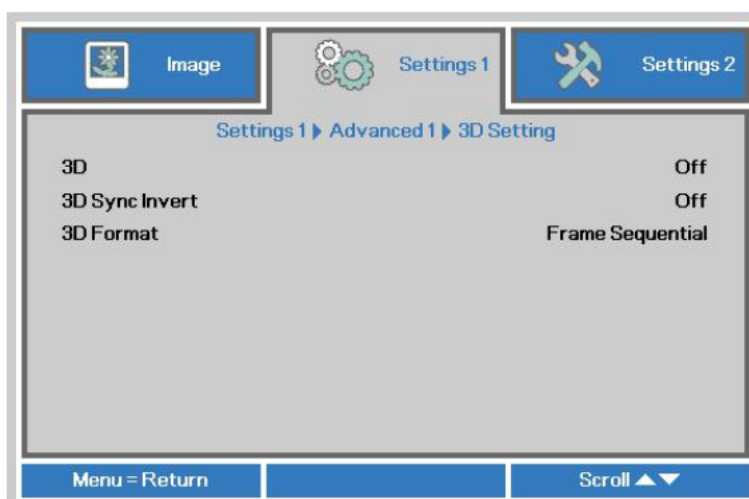 Image Settings 1 Settings 2
Settings 1 ▶ Advanced 1 ▶ 3D Setting
3D Off
3D Sync Invert Off
3D Format Frame Sequential
Menu = Return Scroll ▲▼